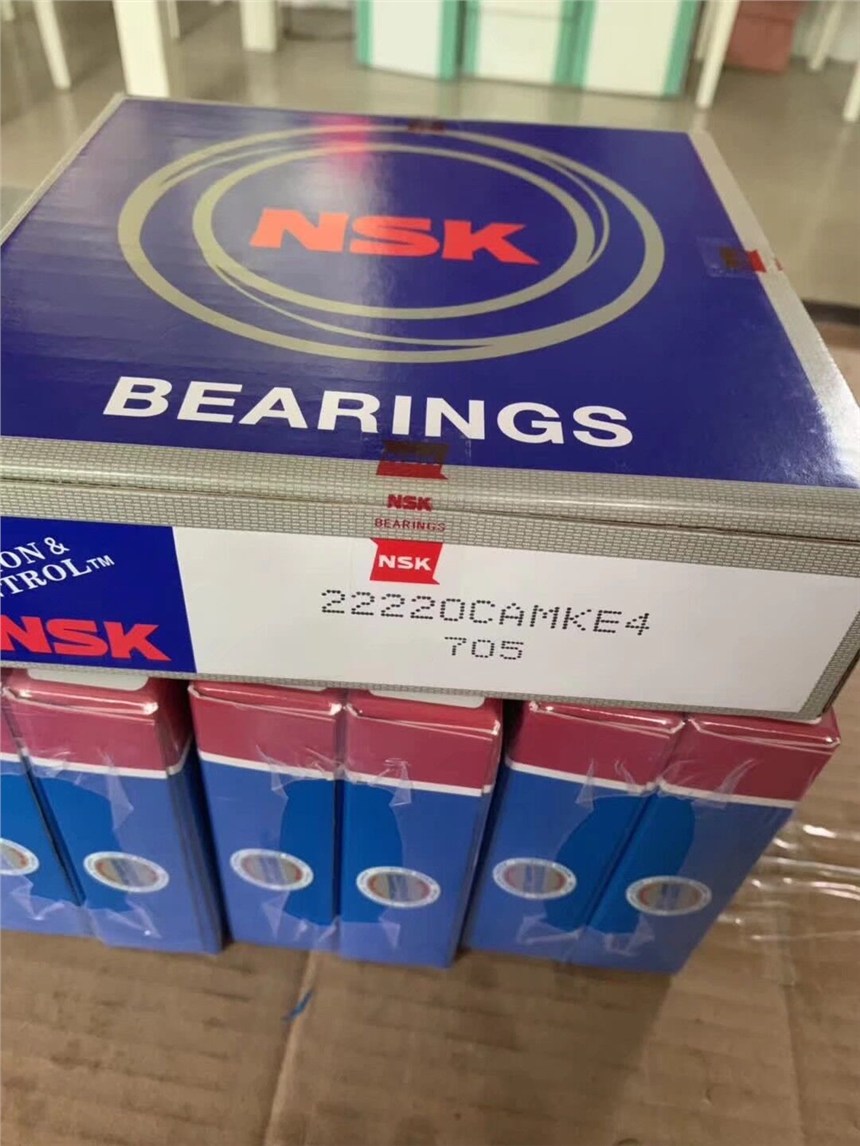 NSK
BEARINGS
NSK
BEARINGS
NSK
ON &
TROL™
NSK
22220CAMKE4
705